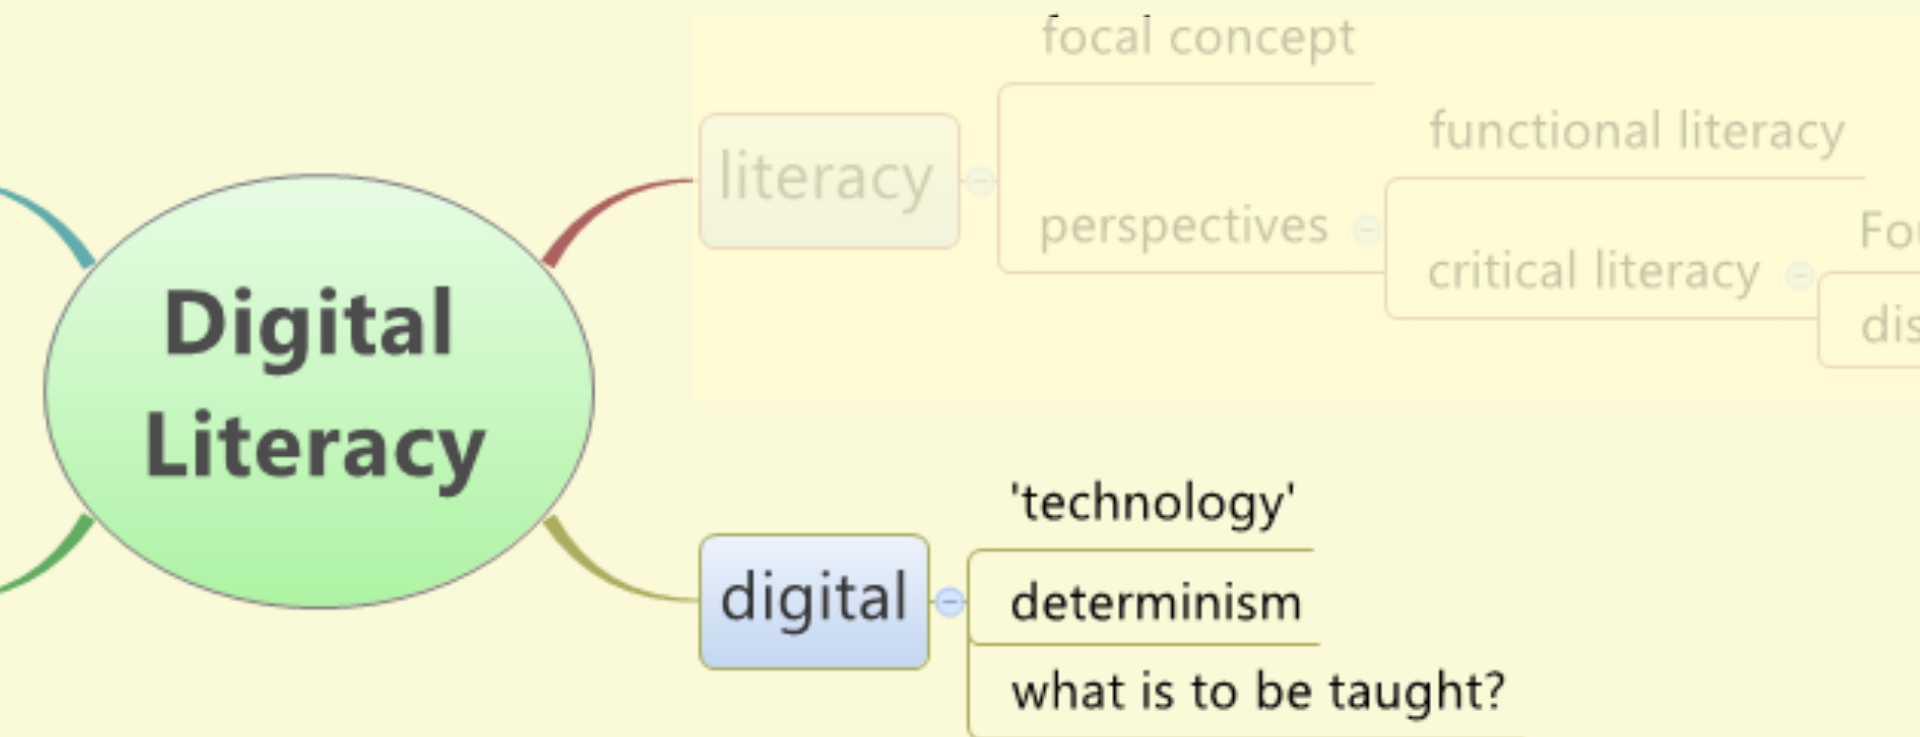 Digital
Literacy
focal concept
literacy
functional literacy
perspectives
critical literacy
digital
'technology'
determinism
what is to be taught?